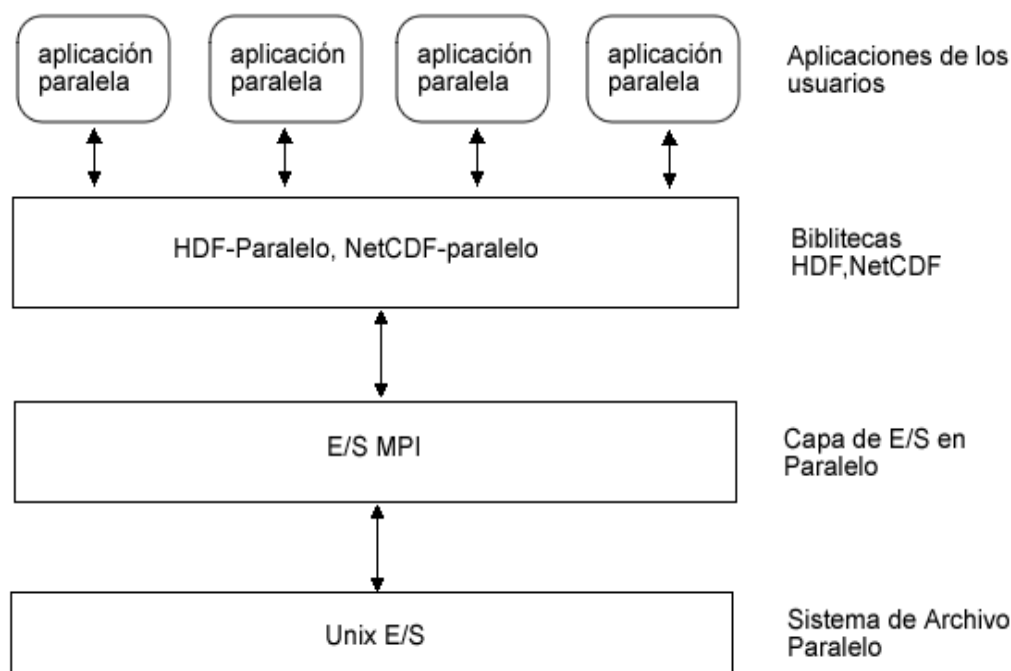 aplicación
paralela
aplicación
paralela
aplicación
paralela
aplicación
paralela
Aplicaciones de los
usuarios
HDF-Paralelo, NetCDF-paralelo
Biblitecas
HDF,NetCDF
E/S MPI
Capa de E/S en
Paralelo
Unix E/S
Sistema de Archivo
Paralelo